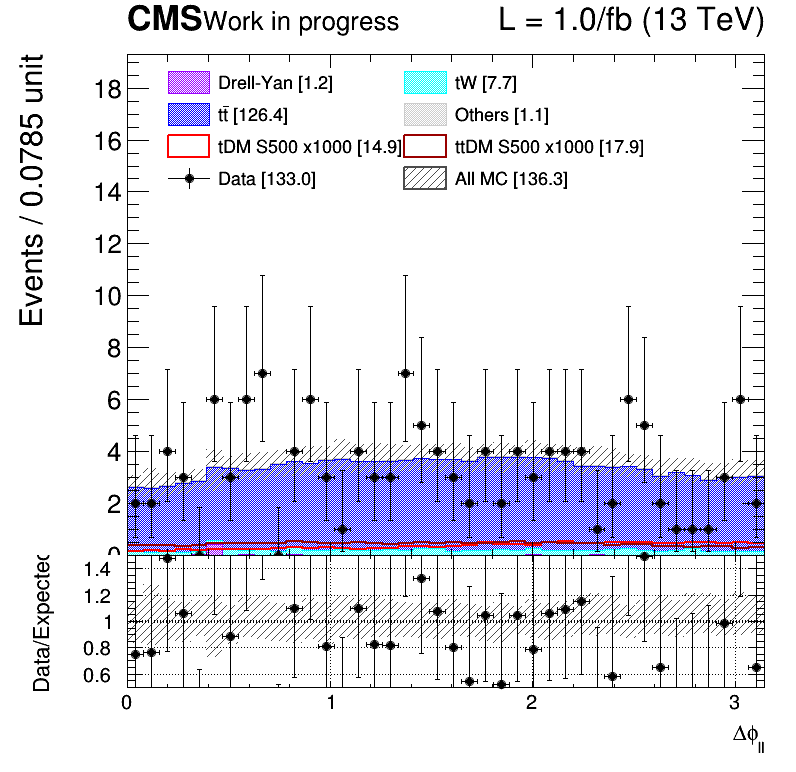 CMS Work in progress L = 1.0/fb (13 TeV)
Events / 0.0785 unit
Drell-Yan [1.2] tW [7.7]
tt̄ [126.4] Others [1.1]
tDM S500 x1000 [14.9] ttDM S500 x1000 [17.9]
Data [133.0] All MC [136.3]
18
16
14
12
10
8
6
4
2
0
Data/Expected
1.4
1.2
1
0.8
0.6
0 1 2 3
Δϕll